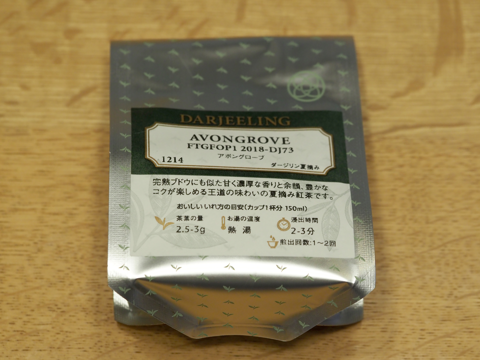 DARJEELING
AVONGROVE
FTGFOP1 2018-DJ73
アボングローブ
1214 ダージリン夏摘み
完熟ブドウにも似た甘く濃厚な香りと余韻。豊かな
コクが楽しめる王道の味わいの夏摘み紅茶です。
おいしいいれ方の目安(カップ1杯分 150ml)
茶葉の量 お湯の温度 浸出時間
2.5-3g 熱湯 2-3分
煎出回数:1~2回